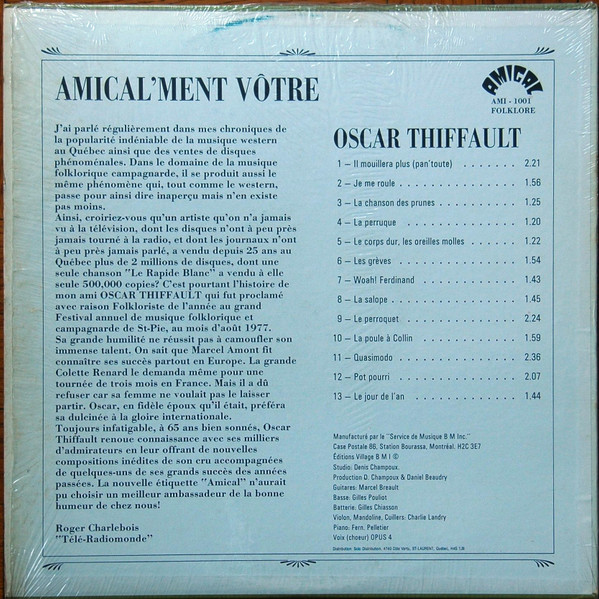 AMICAL'MENT VÔTRE
J'ai parlé régulièrement dans mes chroniques de
la popularité indéniable de la musique western
au Québec ainsi que des ventes de disques
phénoménales. Dans le domaine de la musique
folklorique campagnarde, il se produit aussi le
même phénomène qui, tout comme le western,
passe pour ainsi dire inaperçu mais n'en existe
pas moins.
Ainsi, croiriez-vous qu'un artiste qu'on n'a jamais
vu à la télévision, dont les disques n'ont à peu près
jamais tourné à la radio, et dont les journaux n'ont
à peu près jamais parlé, a vendu depuis 25 ans au
Québec plus de 2 millions de disques, dont une
seule chanson "Le Rapide Blanc" a vendu à elle
seule 500,000 copies? C'est pourtant l'histoire de
mon ami OSCAR THIFFAULT qui fut proclamé
avec raison Folkloriste de l'année au grand
Festival annuel de musique folklorique et
campagnarde de St-Pie, au mois d'août 1977.
Sa grande humilité ne réussit pas à camoufler son
immense talent. On sait que Marcel Amont fit
connaître ses succès partout en Europe. La grande
Colette Renard le demanda même pour une
tournée de trois mois en France. Mais il a dû
refuser car sa femme ne voulait pas le laisser
partir. Oscar, en fidèle époux qu'il était, préféra
sa dulcinée à la gloire internationale.
Toujours infatigable, à 65 ans bien sonnés, Oscar
Thiffault renoue connaissance avec ses milliers
d'admirateurs en leur offrant de nouvelles
compositions inédites de son cru accompagnées
de quelques-uns de ses grands succès des années
passées. La nouvelle étiquette "Amical" n'aurait
pu choisir un meilleur ambassadeur de la bonne
humeur de chez nous!
Roger Charlebois
"Télé-Radiomonde"
AMICAL
AMI - 1001
FOLKLORE
OSCAR THIFFAULT
1 – Il mouillera plus (pan'toute) . . . . . . . 2.21
2 – Je me roule . . . . . . . . . . . . . . . 1.56
3 – La chanson des prunes . . . . . . . . . . 1.25
4 – La perruque . . . . . . . . . . . . . . . 1.20
5 – Le corps dur, les oreilles molles . . . . . . . 1.22
6 – Les grèves . . . . . . . . . . . . . . . . 1.54
7 – Woah! Ferdinand . . . . . . . . . . . . . 1.43
8 – La salope . . . . . . . . . . . . . . . . 1.45
9 – Le perroquet . . . . . . . . . . . . . . . 2.24
10 – La poule à Collin . . . . . . . . . . . . . 1.59
11 – Quasimodo . . . . . . . . . . . . . . . 2.36
12 – Pot pourri . . . . . . . . . . . . . . . . 2.07
13 – Le jour de l'an . . . . . . . . . . . . . . 1.44
Manufacturé par le "Service de Musique B M Inc."
Case Postale 86, Station Bourassa, Montréal. H2C 3E7
Éditions Village B M I ©
Studio: Denis Champoux.
Production D. Champoux & Daniel Beaudry
Guitares: Marcel Breault
Basse: Gilles Pouliot
Batterie: Gilles Chiasson
Violon, Mandoline, Cuillers: Charlie Landry
Piano: Fern. Pelletier
Voix (choeur) OPUS 4